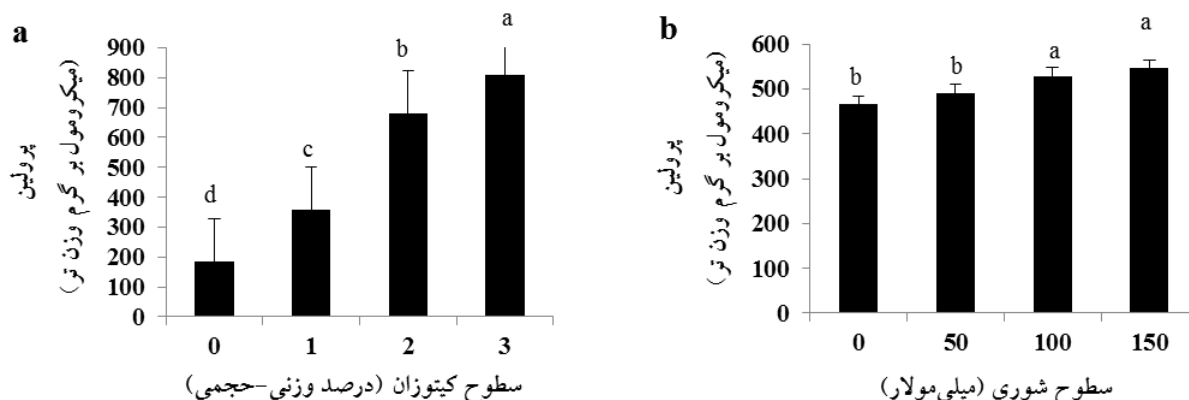 a
پرولین
(میکرومول بر گرم وزن تر)
900
800
700
600
500
400
300
200
100
0
d
c
b
a
0 1 2 3
سطوح کیتوزان (درصد وزنی-حجمی)
b
پرولین
(میکرومول بر گرم وزن تر)
600
500
400
300
200
100
0
b
b
a
a
0 50 100 150
سطوح شوری (میلی‌مولار)